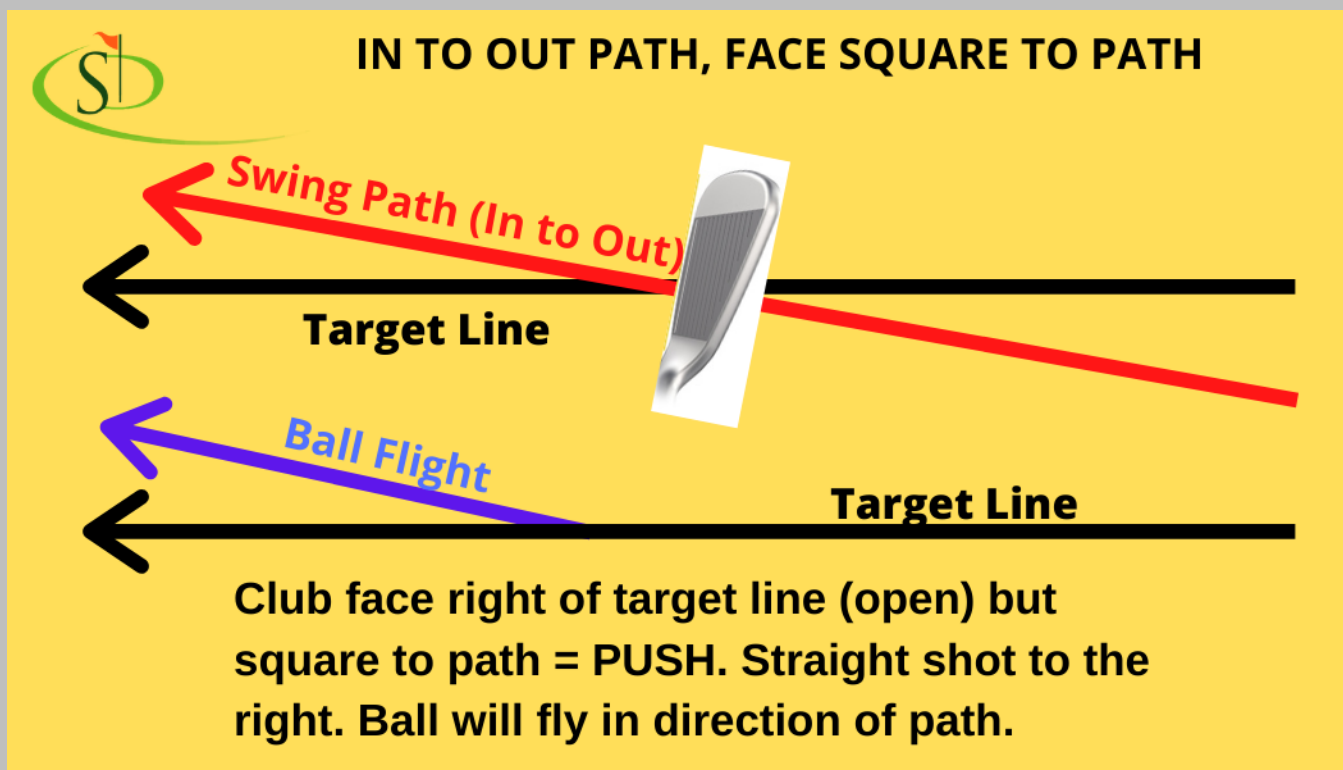 IN TO OUT PATH, FACE SQUARE TO PATH
Swing Path (In to Out)
Target Line
Ball Flight
Target Line
Club face right of target line (open) but
square to path = PUSH. Straight shot to the
right. Ball will fly in direction of path.